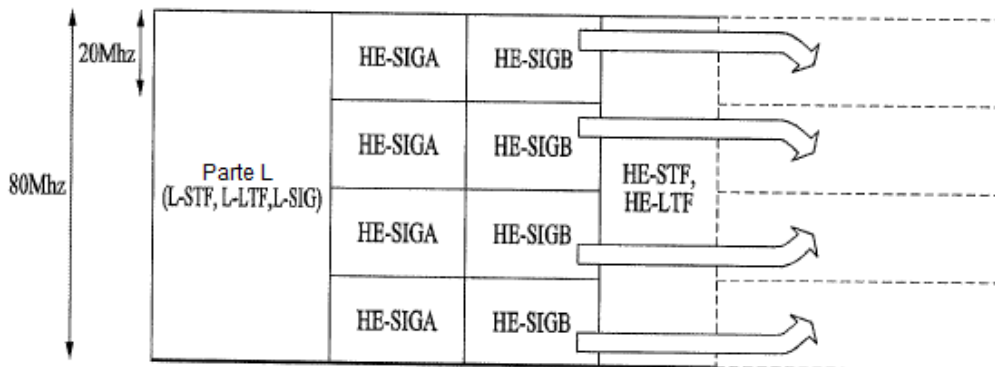 20Mhz
80Mhz
Parte L
(L-STF, L-LTF,L-SIG)
HE-SIGA
HE-SIGB
HE-SIGA
HE-SIGB
HE-SIGA
HE-SIGB
HE-SIGA
HE-SIGB
HE-STF,
HE-LTF